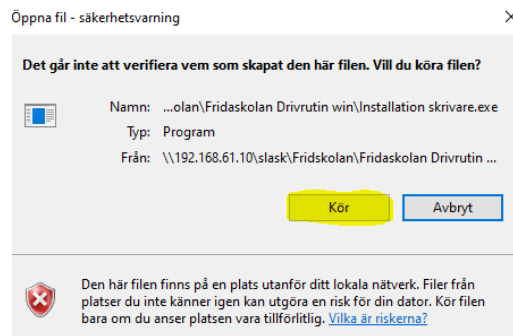 Öppna fil - säkerhetsvarning
Det går inte att verifiera vem som skapat den här filen. Vill du köra filen?
Namn: ...olan\Fridaskolan Drivrutin win\Installation skrivare.exe
Typ: Program
Från: \\192.168.61.10\slask\Fridskolan\Fridaskolan Drivrutin ...
Kör Avbryt
Den här filen finns på en plats utanför ditt lokala nätverk. Filer från
platser du inte känner igen kan utgöra en risk för din dator. Kör filen
bara om du anser platsen vara tillförlitlig. Vilka är riskerna?